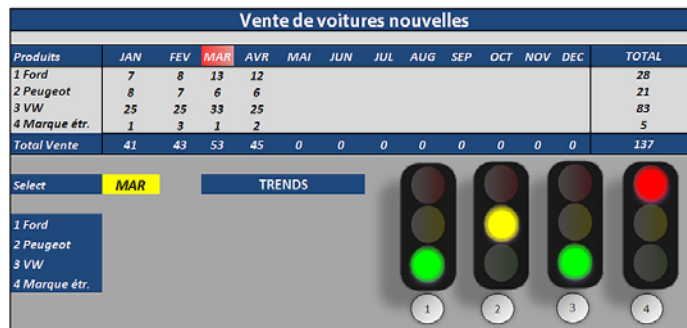 Vente de voitures nouvelles
Produits JAN FEV MAR AVR MAI JUN JUL AUG SEP OCT NOV DEC TOTAL
1 Ford 7 8 13 12 28
2 Peugeot 8 7 6 6 21
3 VW 25 25 33 25 83
4 Marque étr. 1 3 1 2 5
Total Vente 41 43 53 45 0 0 0 0 0 0 0 0 137
Select MAR TRENDS
1 Ford
2 Peugeot
3 VW
4 Marque étr.
1 2 3 4